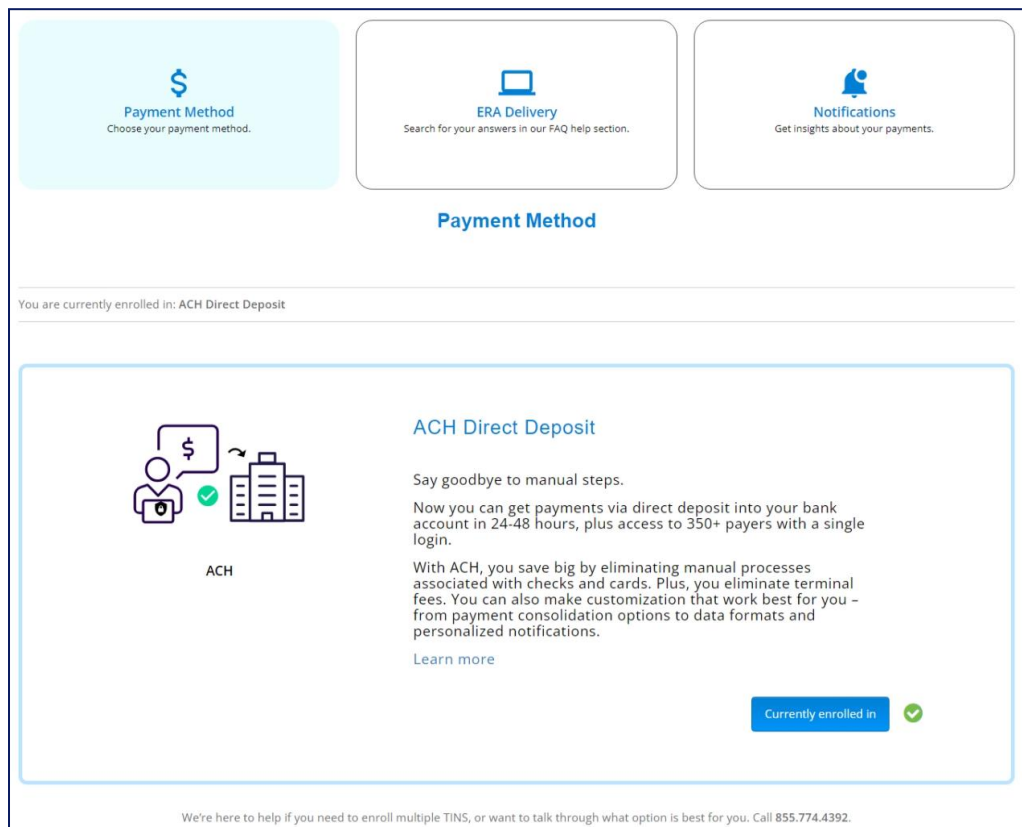 $
Payment Method
Choose your payment method.
ERA Delivery
Search for your answers in our FAQ help section.
Notifications
Get insights about your payments.
Payment Method
You are currently enrolled in: ACH Direct Deposit
$
ACH
ACH Direct Deposit
Say goodbye to manual steps.
Now you can get payments via direct deposit into your bank
account in 24-48 hours, plus access to 350+ payers with a single
login.
With ACH, you save big by eliminating manual processes
associated with checks and cards. Plus, you eliminate terminal
fees. You can also make customization that work best for you –
from payment consolidation options to data formats and
personalized notifications.
Learn more
Currently enrolled in
We're here to help if you need to enroll multiple TINS, or want to talk through what option is best for you. Call 855.774.4392.